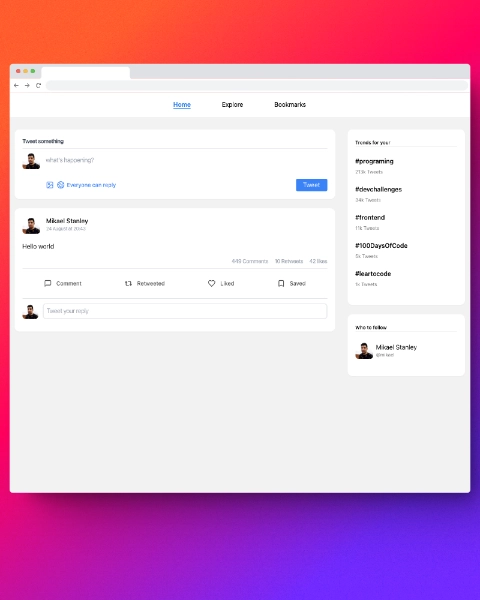 Home Explore Bookmarks
Tweet something
what's happening?
Everyone can reply
Tweet
Mikael Stanley
24 August at 20:43
Hello world
449 Comments 10 Retweets 42 likes
Comment Retweeted Liked Saved
Tweet your reply
Trends for you
#programing
213k Tweets
#devchallenges
34k Tweets
#frontend
11k Tweets
#100DaysOfCode
5k Tweets
#leartocode
1k Tweets
Who to follow
Mikael Stanley
@mikael